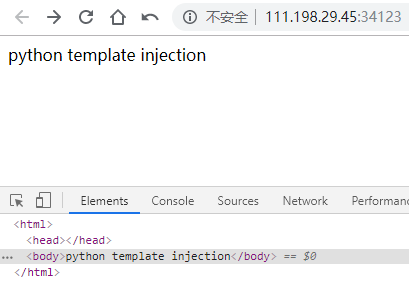 不安全 | 111.198.29.45:34123
python template injection
Elements Console Sources Network Performanc
<html>
<head></head>
<body>python template injection</body> == $0
</html>